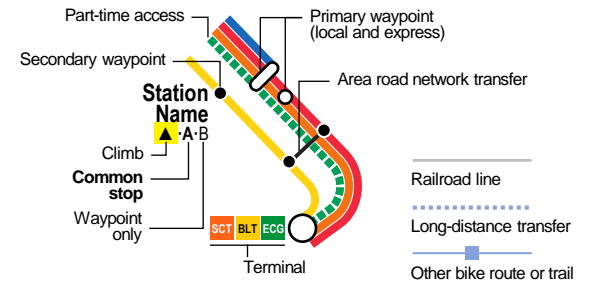 Part-time access
Primary waypoint
(local and express)
Secondary waypoint
Area road network transfer
Station
Name
▲·A·B
Climb
Common
stop
Waypoint
only
SCT BLT ECG
Terminal
Railroad line
Long-distance transfer
Other bike route or trail